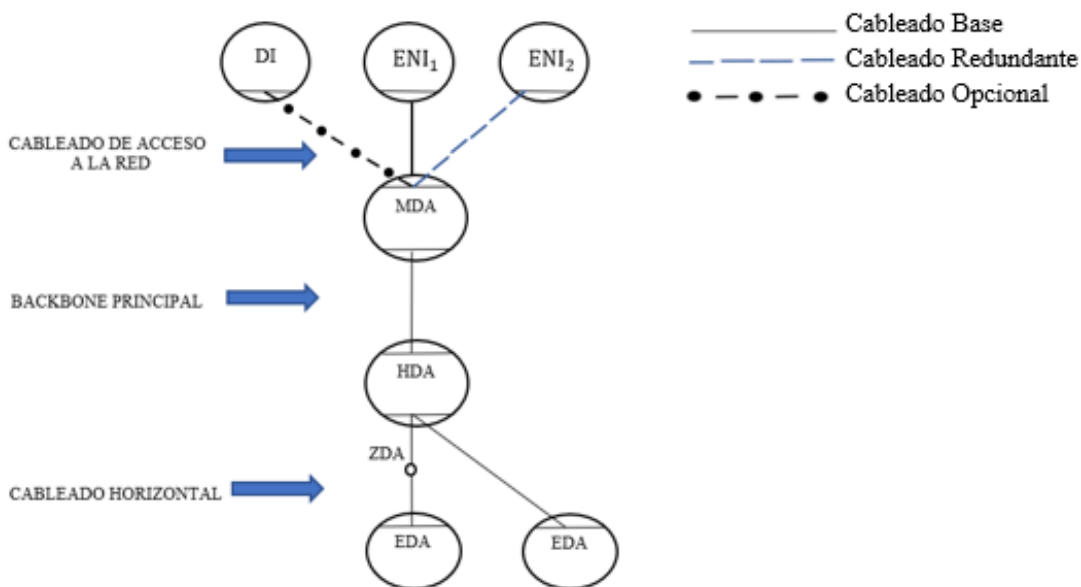 DI
ENI₁
ENI₂
Cableado Base
Cableado Redundante
Cableado Opcional
CABLEADO DE ACCESO
A LA RED
MDA
BACKBONE PRINCIPAL
HDA
ZDA
CABLEADO HORIZONTAL
EDA
EDA